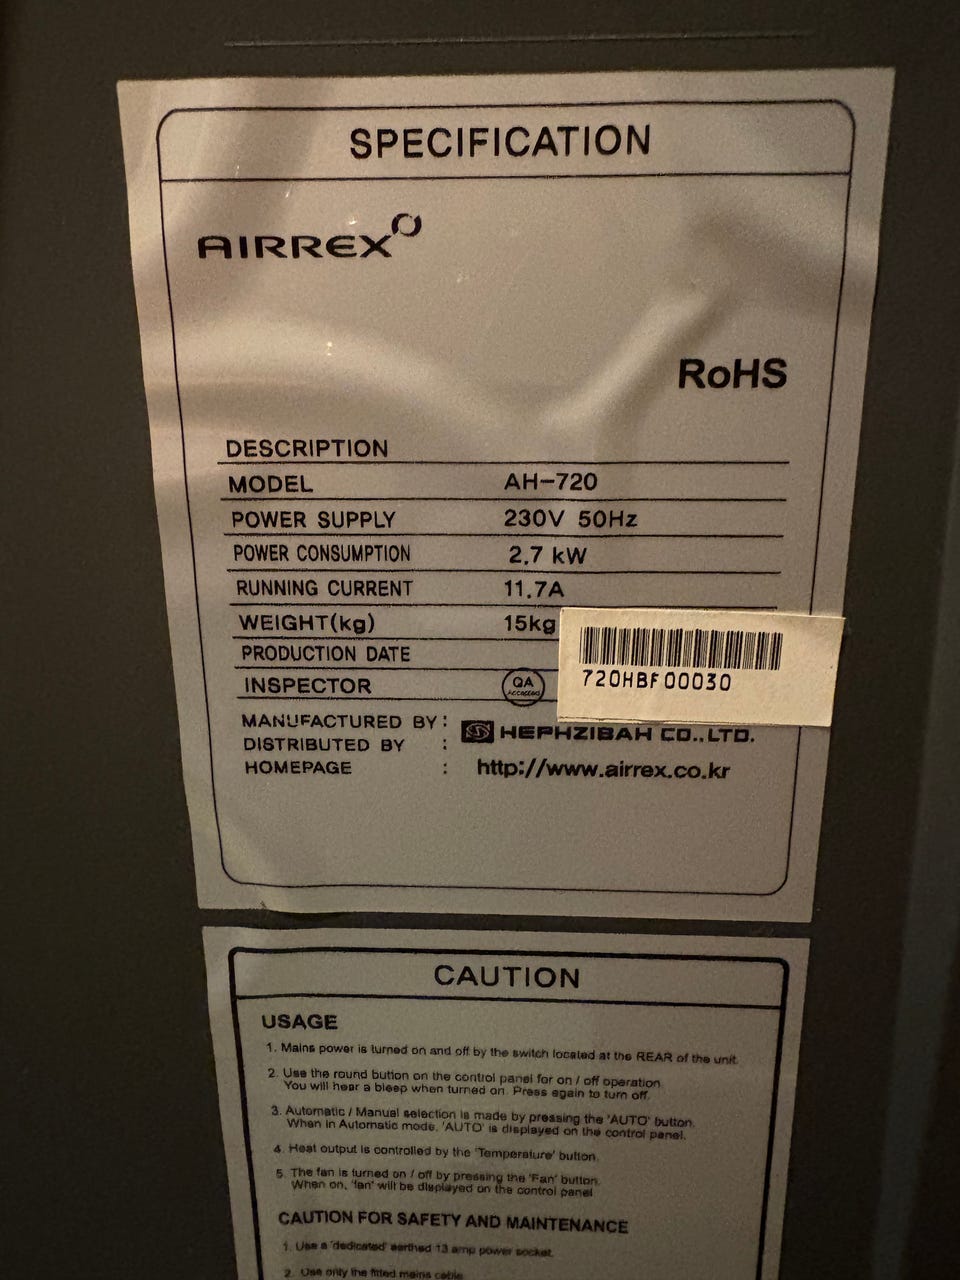 SPECIFICATION
AIRREX
RoHS
DESCRIPTION
MODEL AH-720
POWER SUPPLY 230V 50Hz
POWER CONSUMPTION 2.7 kW
RUNNING CURRENT 11.7A
WEIGHT(kg) 15kg
PRODUCTION DATE
720HBF00030
INSPECTOR QA Accepted
MANUFACTURED BY :
DISTRIBUTED BY : HEPHZIBAH CO.,LTD.
HOMEPAGE : http://www.airrex.co.kr
CAUTION
USAGE
1. Mains power is turned on and off by the switch located at the REAR of the unit.
2. Use the round button on the control panel for on / off operation
You will hear a bleep when turned on. Press again to turn off.
3. Automatic / Manual selection is made by pressing the 'AUTO' button.
When in Automatic mode, 'AUTO' is displayed on the control panel.
4. Heat output is controlled by the 'Temperature' button.
5. The fan is turned on / off by pressing the 'Fan' button.
When on, 'fan' will be displayed on the control panel
CAUTION FOR SAFETY AND MAINTENANCE
1. Use a 'dedicated' earthed 13 amp power socket.
2. Use only the fitted mains cable